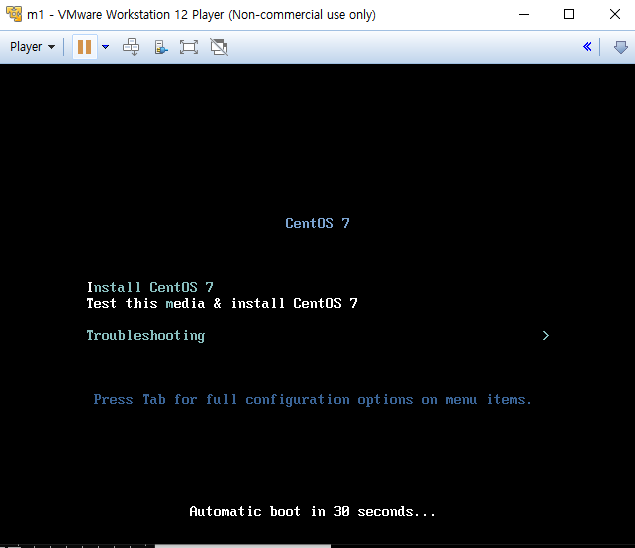 m1 - VMware Workstation 12 Player (Non-commercial use only)
Player
CentOS 7
Install CentOS 7
Test this media & install CentOS 7
Troubleshooting >
Press Tab for full configuration options on menu items.
Automatic boot in 30 seconds...